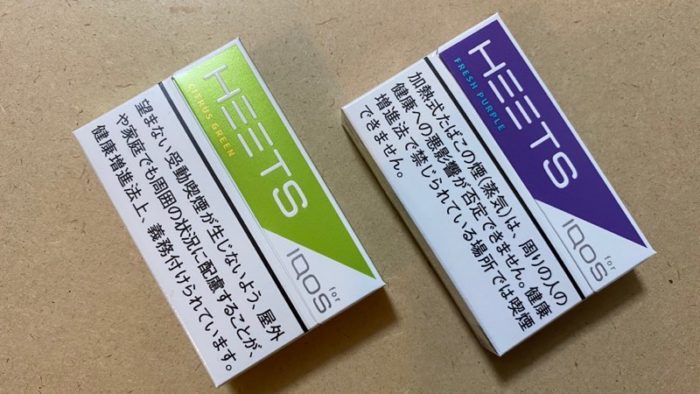 HEETS
CITRUS GREEN
for
IQOS
望まない受動喫煙が生じないよう、屋外
や家庭でも周囲の状況に配慮することが、
健康増進法上、義務付けられています。
HEETS
FRESH PURPLE
for
IQOS
加熱式たばこの煙(蒸気)は、周りの人の
健康への悪影響が否定できません。健康
増進法で禁じられている場所では喫煙
できません。